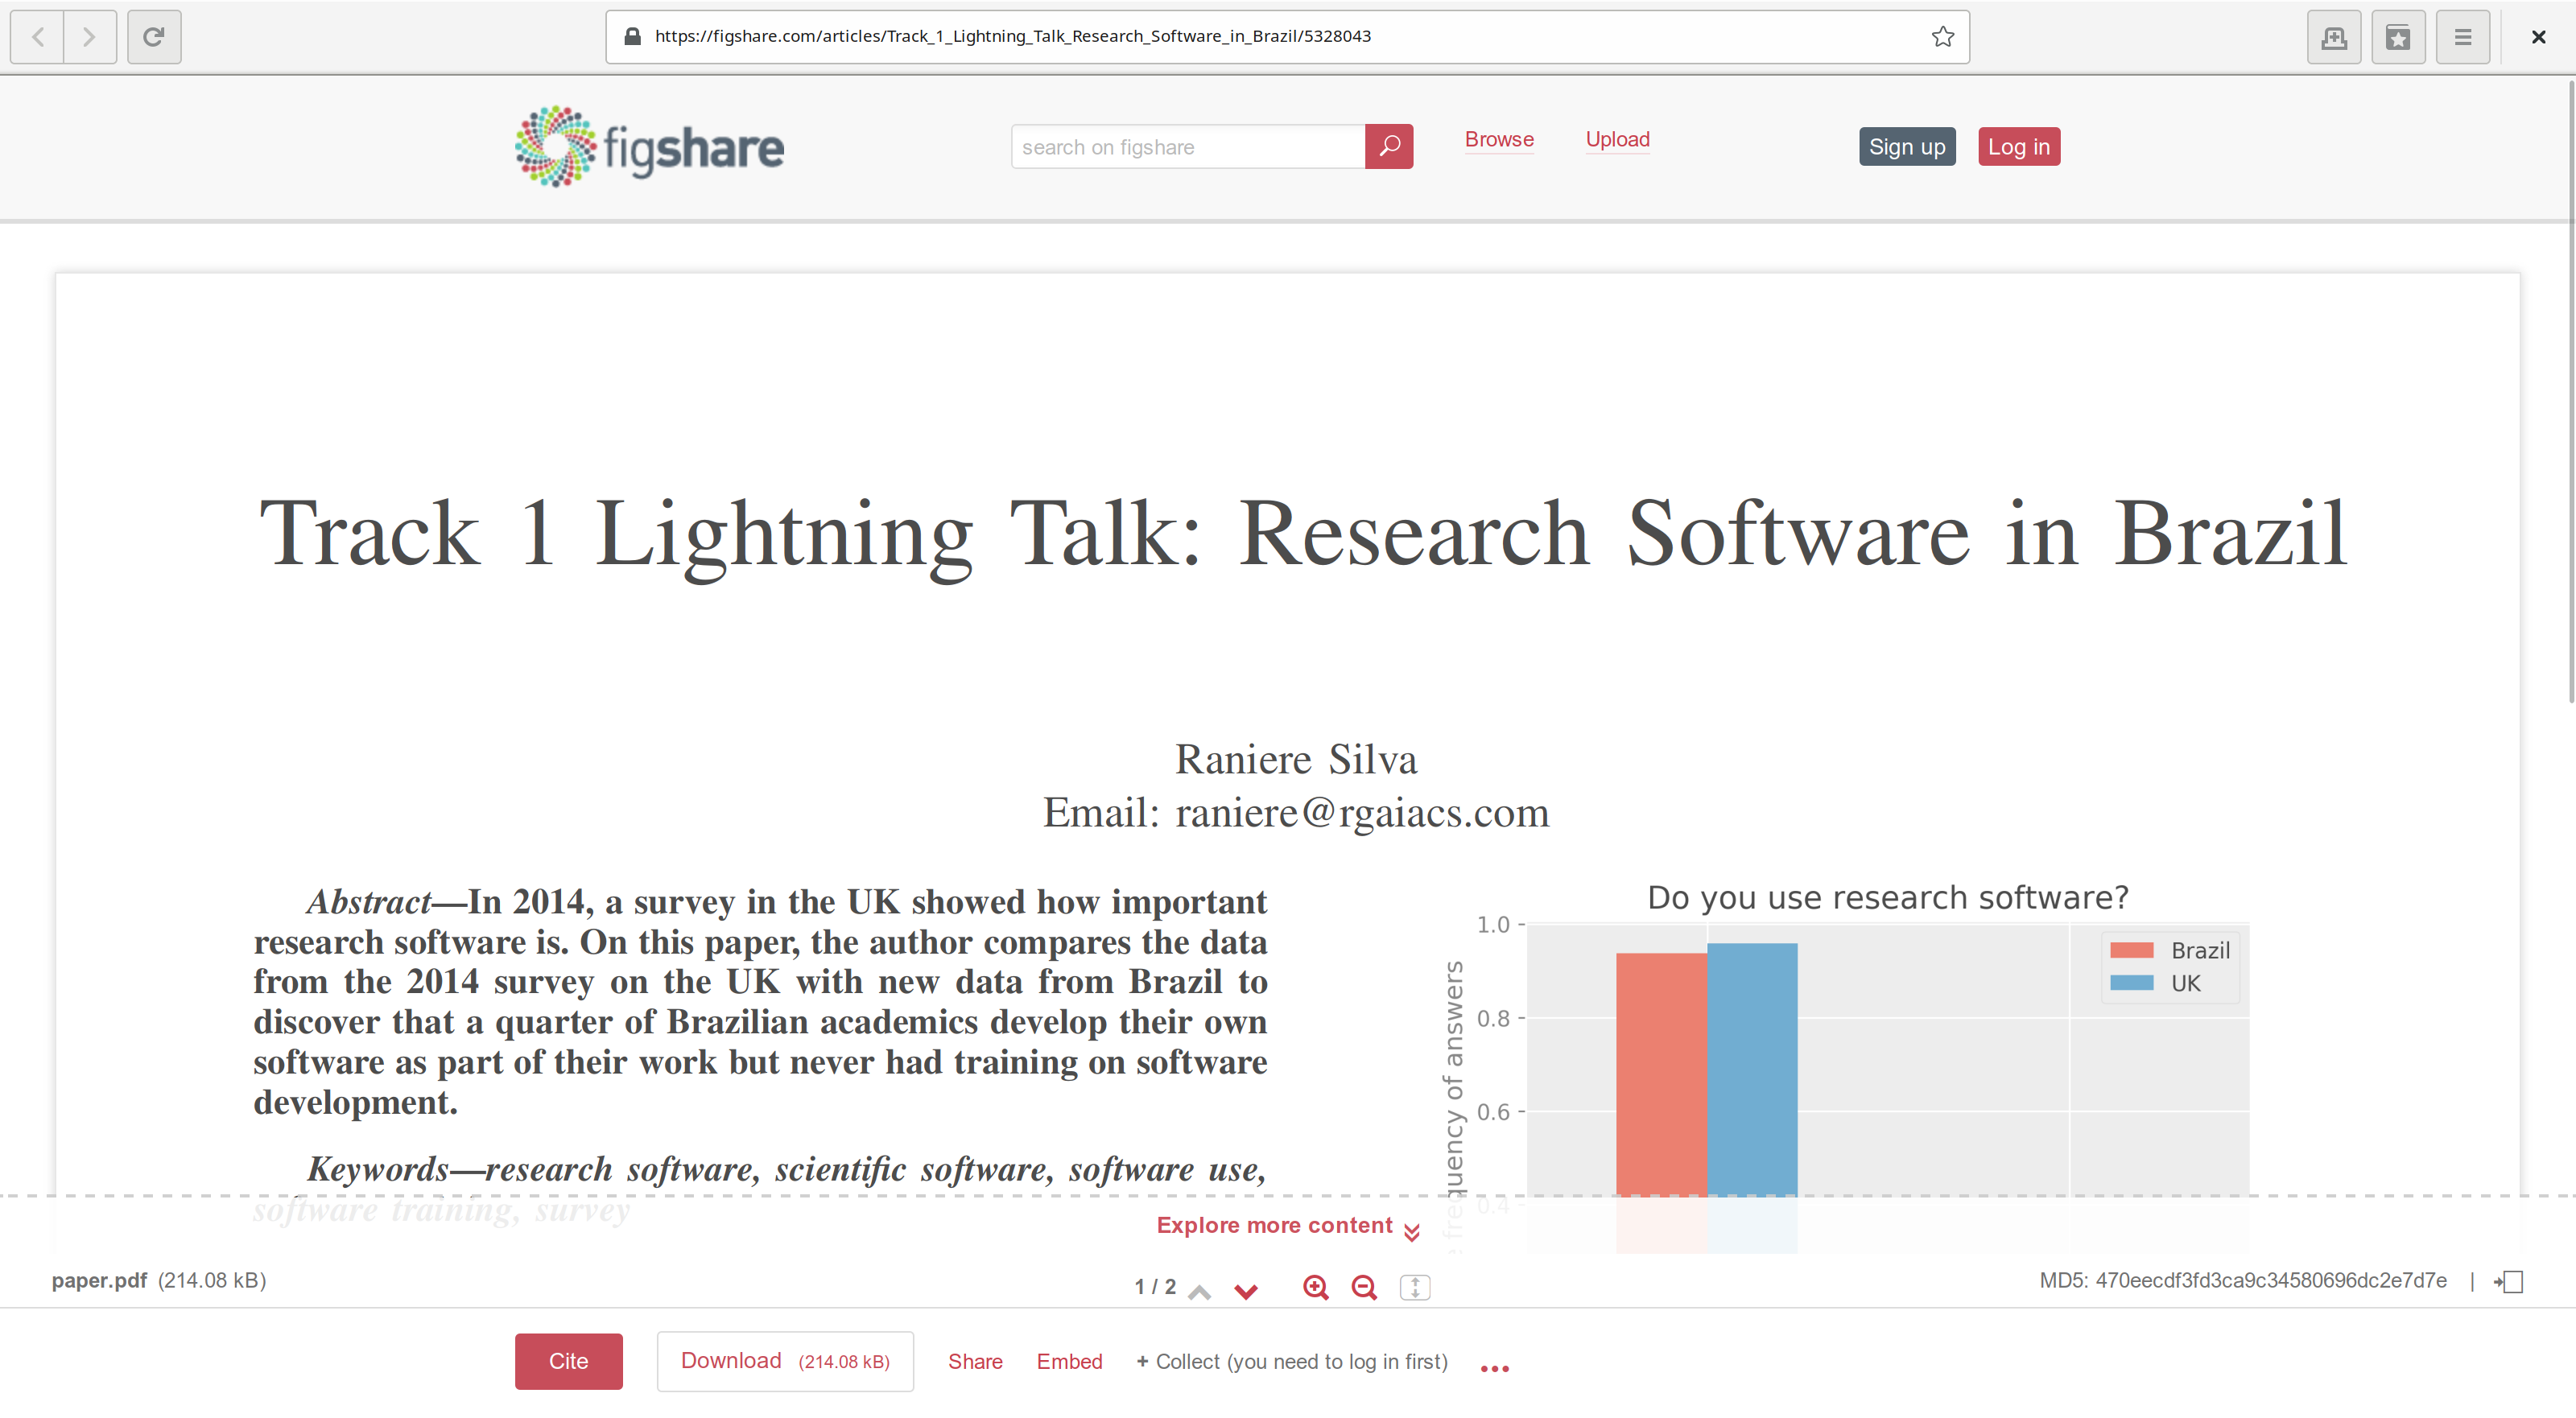 https://figshare.com/articles/Track_1_Lightning_Talk_Research_Software_in_Brazil/5328043
figshare
search on figshare
Browse
Upload
Sign up
Log in
Track 1 Lightning Talk: Research Software in Brazil
Raniere Silva
Email: raniere@rgaiacs.com
Abstract—In 2014, a survey in the UK showed how important
research software is. On this paper, the author compares the data
from the 2014 survey on the UK with new data from Brazil to
discover that a quarter of Brazilian academics develop their own
software as part of their work but never had training on software
development.
Keywords—research software, scientific software, software use,
software training, survey
Do you use research software?
1.0
0.8
0.6
0.4
of answers
Brazil
UK
Explore more content
paper.pdf (214.08 kB)
1 / 2
MD5: 470eecdf3fd3ca9c34580696dc2e7d7e |
Cite
Download (214.08 kB)
Share
Embed
+ Collect (you need to log in first)